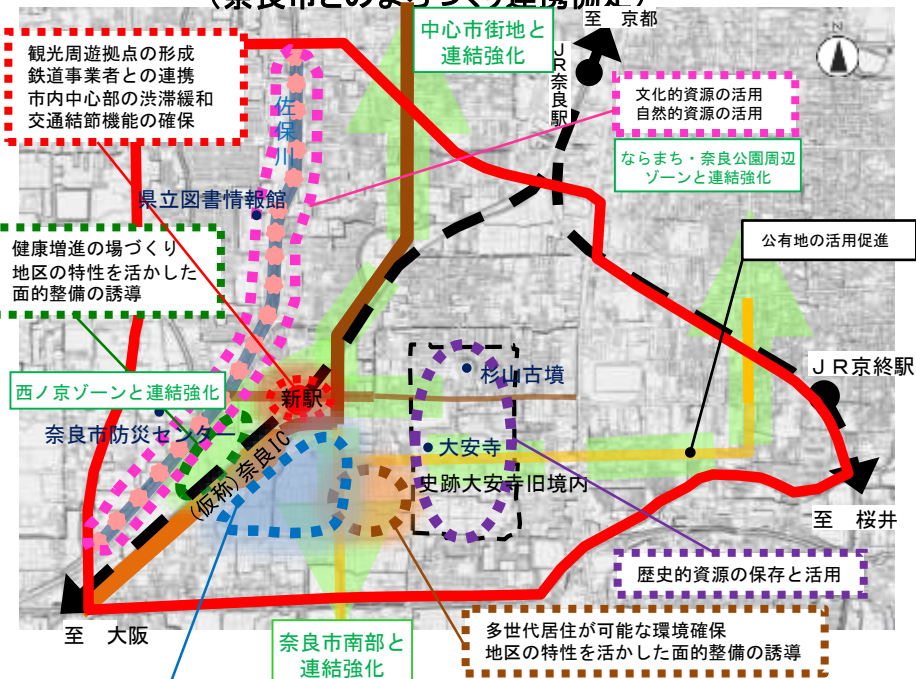 (奈良市とのまちづくり連携協定)
至 京都
中心市街地と
連結強化
JR奈良駅
N
観光周遊拠点の形成
鉄道事業者との連携
市内中心部の渋滞緩和
交通結節機能の確保
佐保川
文化的資源の活用
自然的資源の活用
ならまち・奈良公園周辺
ゾーンと連結強化
県立図書情報館
公有地の活用促進
健康増進の場づくり
地区の特性を活かした
面的整備の誘導
JR京終駅
杉山古墳
西ノ京ゾーンと連結強化
新駅
奈良市防災センター
大安寺
(仮称)奈良IC
史跡大安寺旧境内
至 桜井
歴史的資源の保存と活用
至 大阪
奈良市南部と
連結強化
多世代居住が可能な環境確保
地区の特性を活かした面的整備の誘導